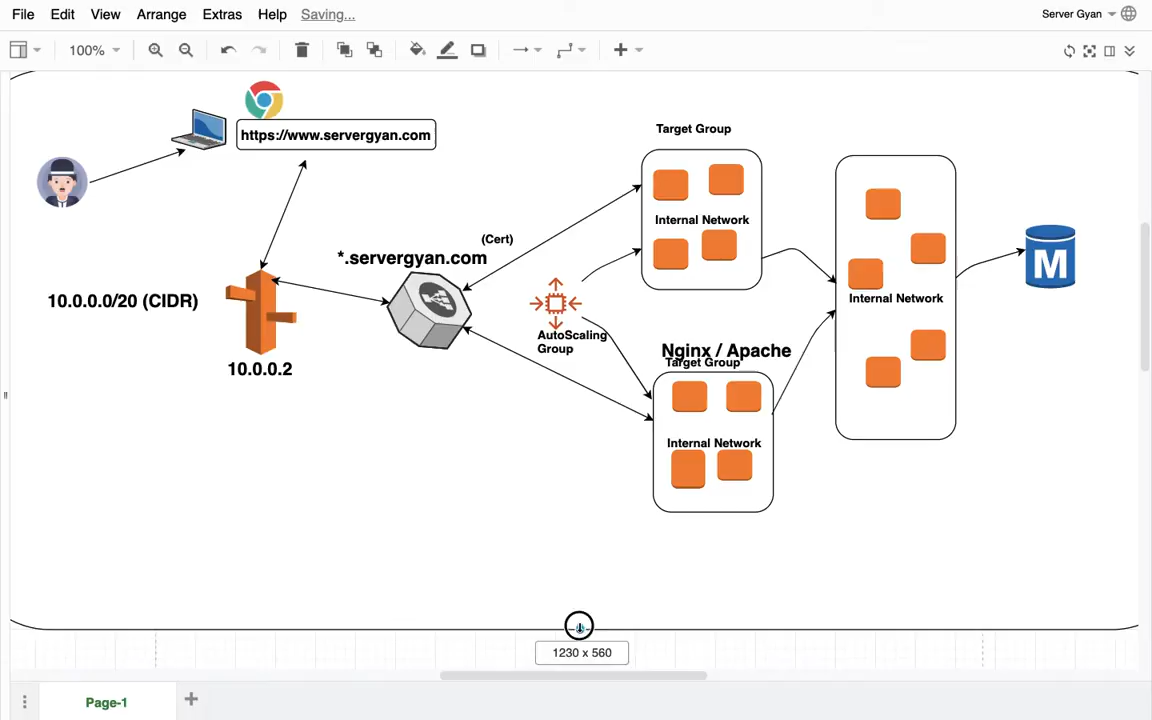 File Edit View Arrange Extras Help Saving...
Server Gyan
100%
https://www.servergyan.com
Target Group
Internal Network
(Cert)
*.servergyan.com
10.0.0.0/20 (CIDR)
10.0.0.2
AutoScaling
Group
Nginx / Apache
Target Group
Internal Network
Internal Network
M
1230 x 560
Page-1